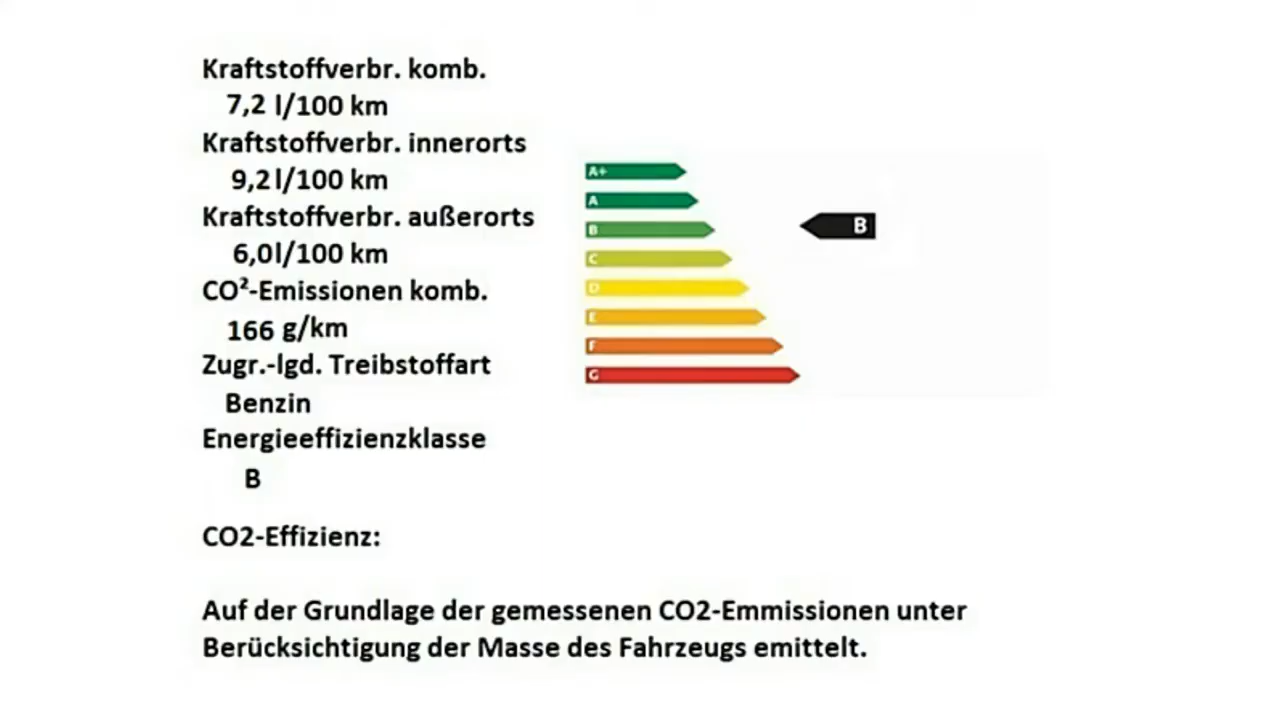 Kraftstoffverbr. komb.
7,2 l/100 km
Kraftstoffverbr. innerorts
9,2 l/100 km
Kraftstoffverbr. außerorts
6,0 l/100 km
CO²-Emissionen komb.
166 g/km
Zugr.-lgd. Treibstoffart
Benzin
Energieeffizienzklasse
B
A+
A
B
B
C
D
E
F
G
CO2-Effizienz:
Auf der Grundlage der gemessenen CO2-Emmissionen unter
Berücksichtigung der Masse des Fahrzeugs emittelt.